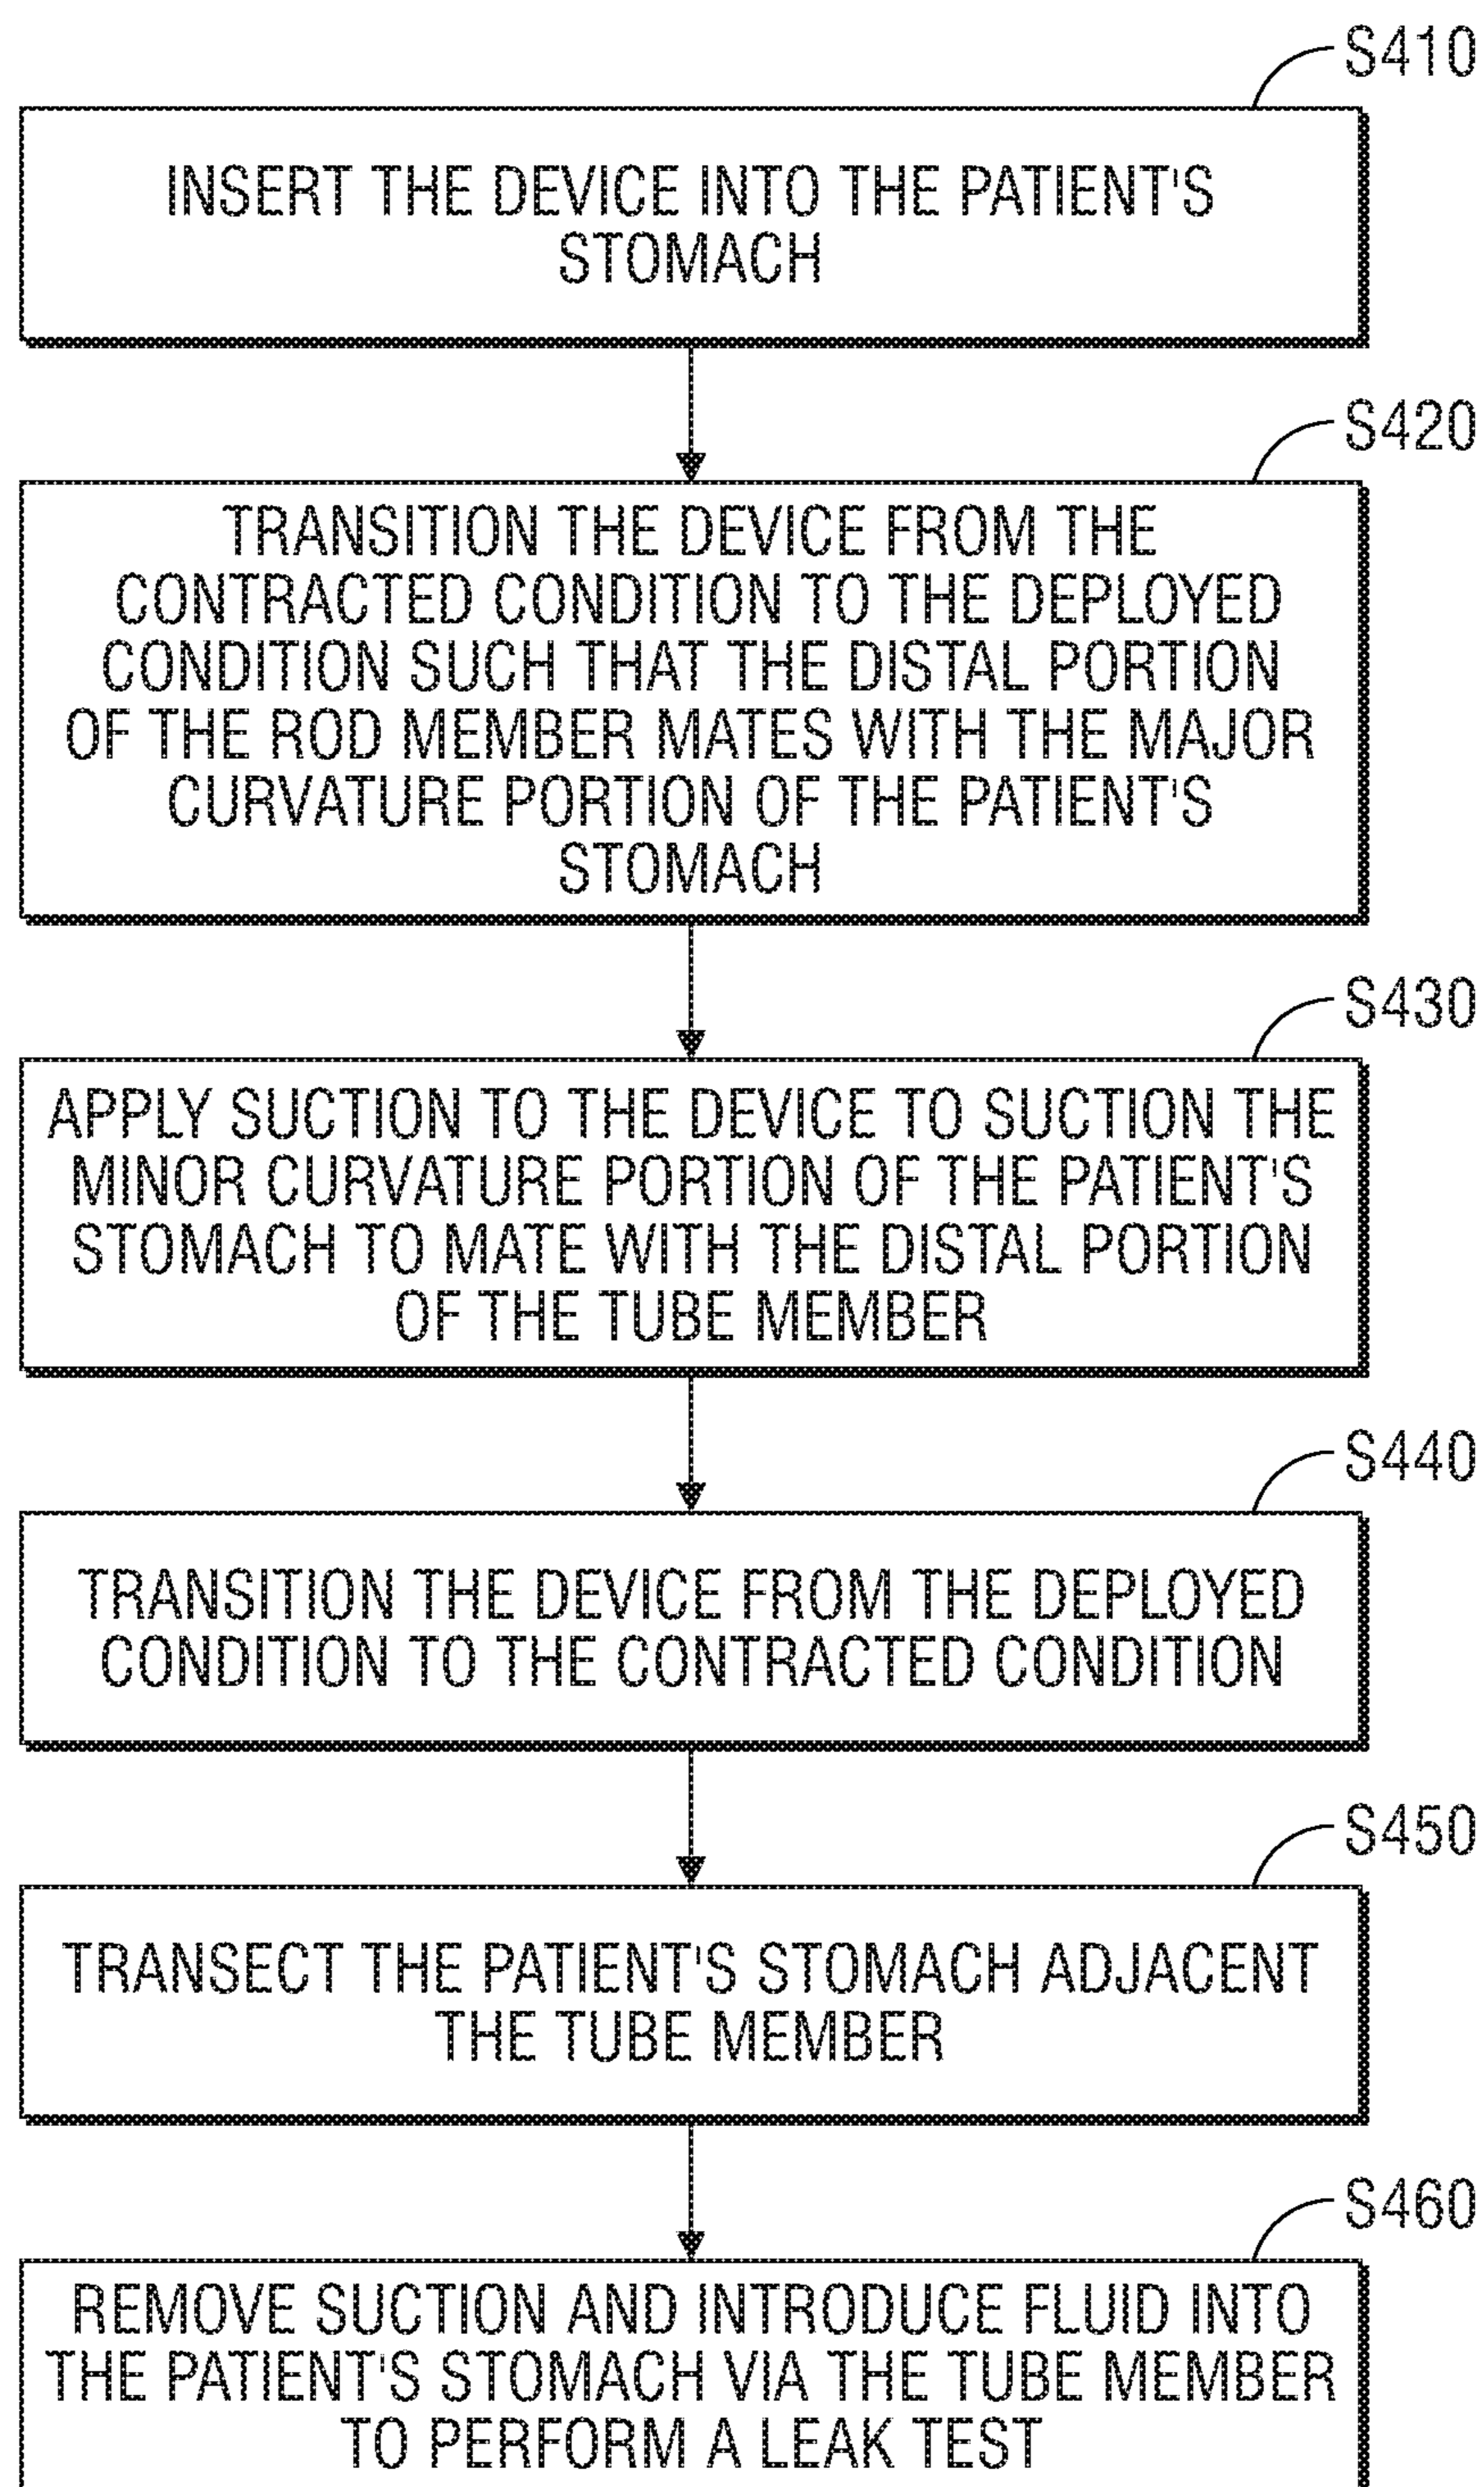 S410
INSERT THE DEVICE INTO THE PATIENT'S
STOMACH
S420
TRANSITION THE DEVICE FROM THE
CONTRACTED CONDITION TO THE DEPLOYED
CONDITION SUCH THAT THE DISTAL PORTION
OF THE ROD MEMBER MATES WITH THE MAJOR
CURVATURE PORTION OF THE PATIENT'S
STOMACH
S430
APPLY SUCTION TO THE DEVICE TO SUCTION THE
MINOR CURVATURE PORTION OF THE PATIENT'S
STOMACH TO MATE WITH THE DISTAL PORTION
OF THE TUBE MEMBER
S440
TRANSITION THE DEVICE FROM THE DEPLOYED
CONDITION TO THE CONTRACTED CONDITION
S450
TRANSECT THE PATIENT'S STOMACH ADJACENT
THE TUBE MEMBER
S460
REMOVE SUCTION AND INTRODUCE FLUID INTO
THE PATIENT'S STOMACH VIA THE TUBE MEMBER
TO PERFORM A LEAK TEST